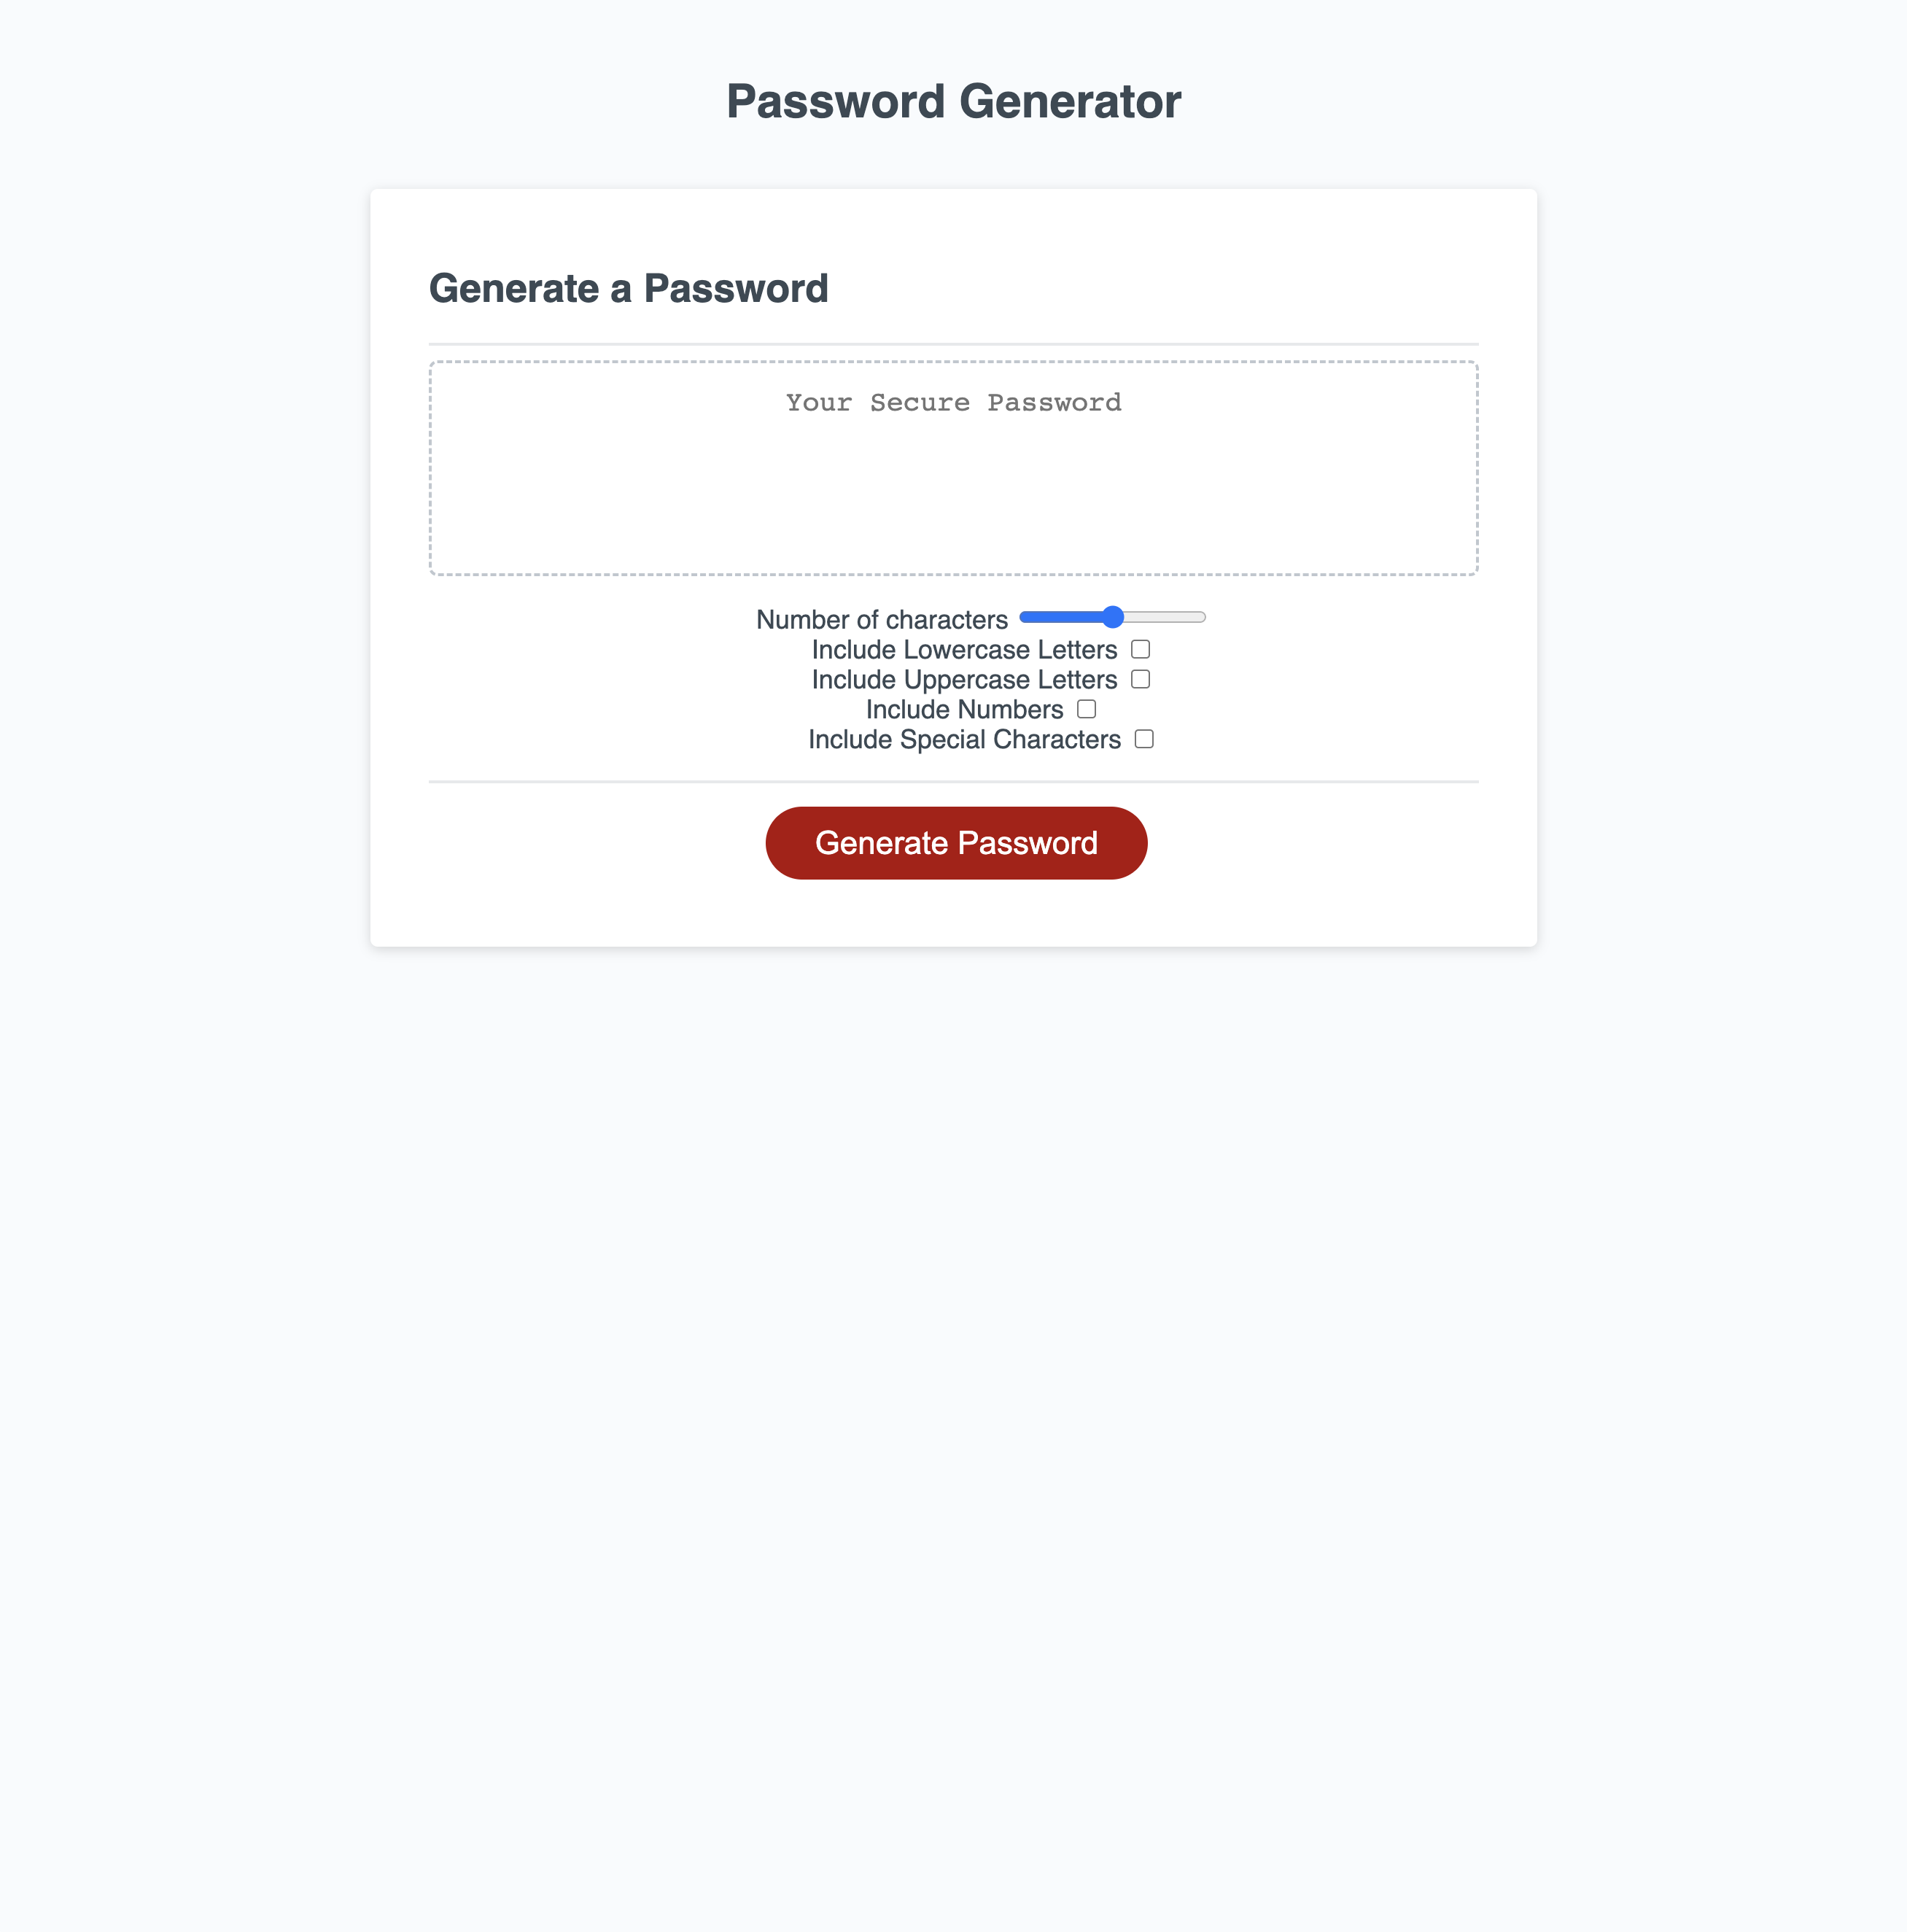 Password Generator
Generate a Password
Your Secure Password
Number of characters
Include Lowercase Letters
Include Uppercase Letters
Include Numbers
Include Special Characters
Generate Password